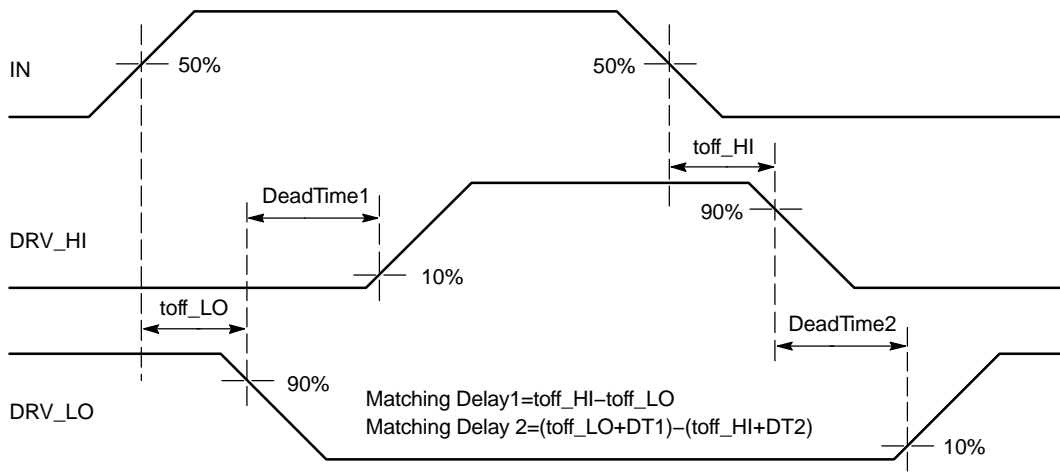 IN
50%
50%
toff_HI
DeadTime1
90%
DRV_HI
10%
toff_LO
DeadTime2
90%
Matching Delay1=toff_HI−toff_LO
DRV_LO
Matching Delay 2=(toff_LO+DT1)−(toff_HI+DT2)
10%